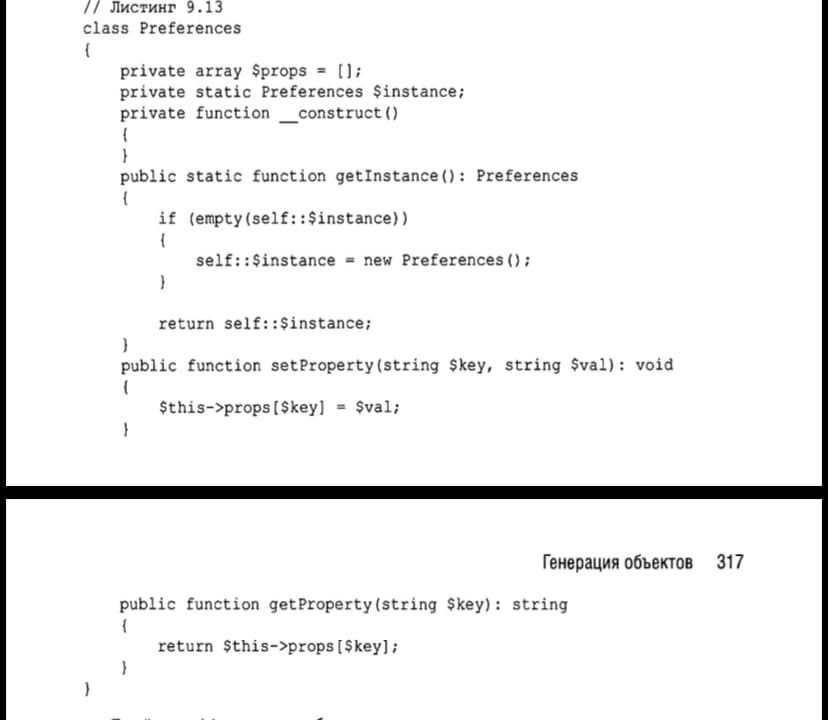 // Листинг 9.13
class Preferences
{
    private array $props = [];
    private static Preferences $instance;
    private function __construct()
    {
    }
    public static function getInstance(): Preferences
    {
        if (empty(self::$instance))
        {
            self::$instance = new Preferences();
        }

        return self::$instance;
    }
    public function setProperty(string $key, string $val): void
    {
        $this->props[$key] = $val;
    }
Генерация объектов 317
    public function getProperty(string $key): string
    {
        return $this->props[$key];
    }
}